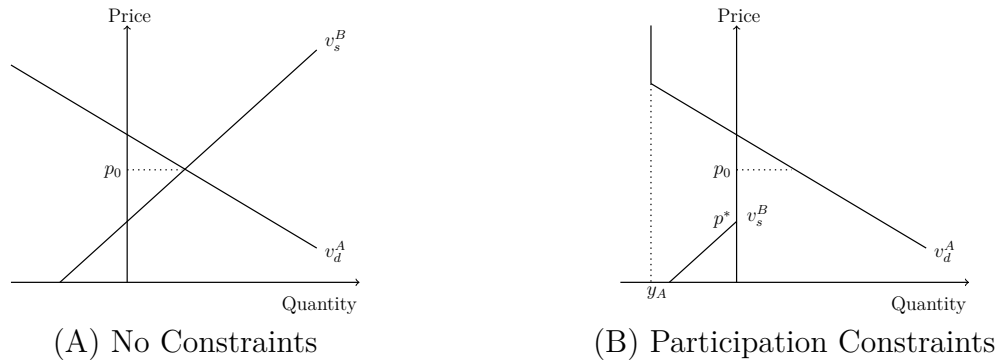 Price
v_s^B
p_0
v_d^A
Quantity
(A) No Constraints
Price
p_0
p^*
v_s^B
v_d^A
y_A
Quantity
(B) Participation Constraints